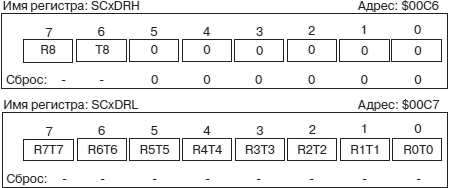 Имя регистра: SCxDRH Адрес: $00C6
7 6 5 4 3 2 1 0
R8 T8 0 0 0 0 0 0
Сброс: - - 0 0 0 0 0 0
Имя регистра: SCxDRL Адрес: $00C7
7 6 5 4 3 2 1 0
R7T7 R6T6 R5T5 R4T4 R3T3 R2T2 R1T1 R0T0
Сброс: - - - - - - - -